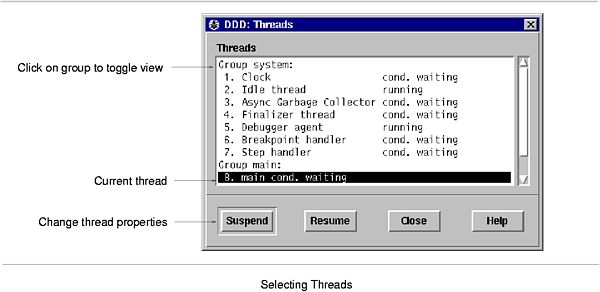 DDD: Threads
Threads
Click on group to toggle view
Group system:
1. Clock cond. waiting
2. Idle thread running
3. Async Garbage Collector cond. waiting
4. Finalizer thread cond. waiting
5. Debugger agent running
6. Breakpoint handler cond. waiting
7. Step handler cond. waiting
Group main:
Current thread
8. main cond. waiting
Change thread properties
Suspend Resume Close Help
Selecting Threads